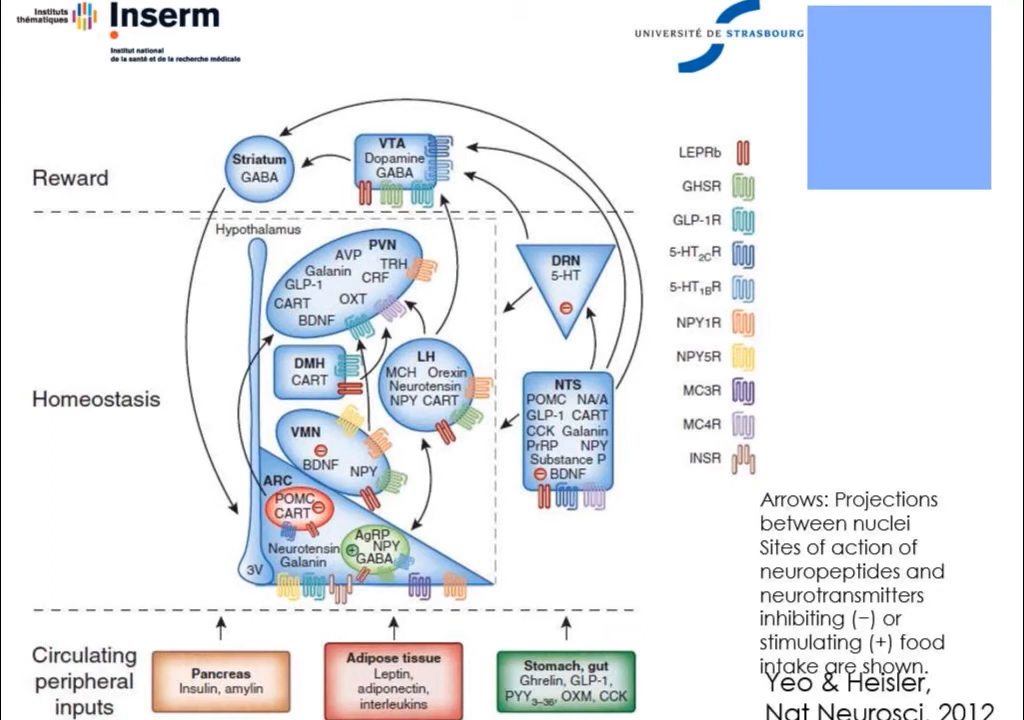 Instituts
thématiques
Inserm
Institut national
de la santé et de la recherche médicale
UNIVERSITÉ DE STRASBOURG
Reward
Striatum
GABA
VTA
Dopamine
GABA
Homeostasis
Hypothalamus
PVN
AVP
TRH
Galanin
CRF
GLP-1
CART
OXT
BDNF
DMH
CART
LH
MCH Orexin
Neurotensin
NPY CART
VMN
BDNF
NPY
ARC
POMC
CART
Neurotensin
Galanin
AgRP
NPY
GABA
3V
DRN
5-HT
NTS
POMC NA/A
GLP-1 CART
CCK Galanin
PrRP NPY
Substance P
BDNF
Circulating
peripheral
inputs
Pancreas
Insulin, amylin
Adipose tissue
Leptin,
adiponectin,
interleukins
Stomach, gut
Ghrelin, GLP-1,
PYY3–36, OXM, CCK
LEPRb
GHSR
GLP-1R
5-HT2CR
5-HT1BR
NPY1R
NPY5R
MC3R
MC4R
INSR
Arrows: Projections
between nuclei
Sites of action of
neuropeptides and
neurotransmitters
inhibiting (−) or
stimulating (+) food
intake are shown.
Yeo & Heisler,
Nat Neurosci, 2012